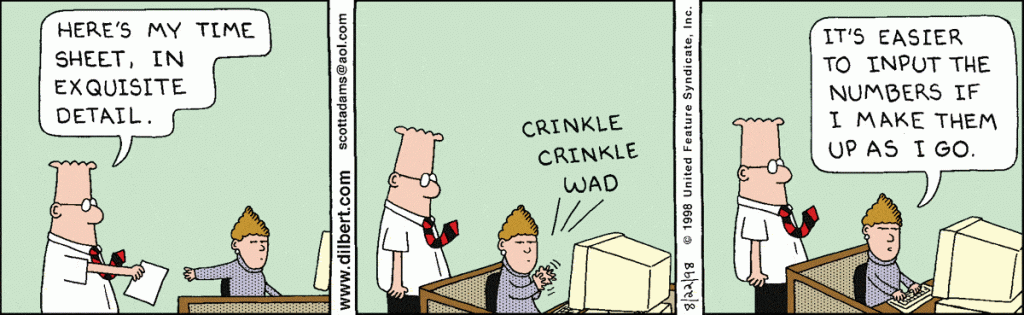 HERE'S MY TIME
SHEET, IN
EXQUISITE
DETAIL.
www.dilbert.com scottadams@aol.com
CRINKLE
CRINKLE
WAD
8/22/98 © 1998 United Feature Syndicate, Inc.
IT'S EASIER
TO INPUT THE
NUMBERS IF
I MAKE THEM
UP AS I GO.